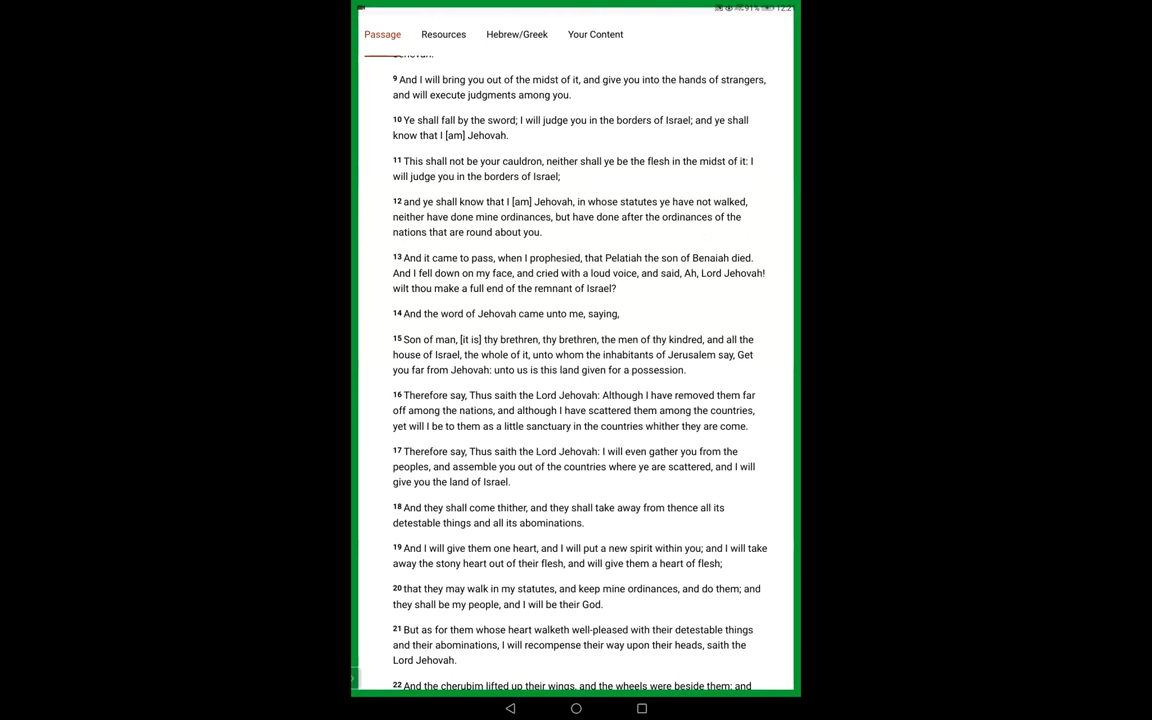 91% 12:21
Passage Resources Hebrew/Greek Your Content
Jehovah.
9 And I will bring you out of the midst of it, and give you into the hands of strangers,
and will execute judgments among you.
10 Ye shall fall by the sword; I will judge you in the borders of Israel; and ye shall
know that I [am] Jehovah.
11 This shall not be your cauldron, neither shall ye be the flesh in the midst of it: I
will judge you in the borders of Israel;
12 and ye shall know that I [am] Jehovah, in whose statutes ye have not walked,
neither have done mine ordinances, but have done after the ordinances of the
nations that are round about you.
13 And it came to pass, when I prophesied, that Pelatiah the son of Benaiah died.
And I fell down on my face, and cried with a loud voice, and said, Ah, Lord Jehovah!
wilt thou make a full end of the remnant of Israel?
14 And the word of Jehovah came unto me, saying,
15 Son of man, [it is] thy brethren, thy brethren, the men of thy kindred, and all the
house of Israel, the whole of it, unto whom the inhabitants of Jerusalem say, Get
you far from Jehovah: unto us is this land given for a possession.
16 Therefore say, Thus saith the Lord Jehovah: Although I have removed them far
off among the nations, and although I have scattered them among the countries,
yet will I be to them as a little sanctuary in the countries whither they are come.
17 Therefore say, Thus saith the Lord Jehovah: I will even gather you from the
peoples, and assemble you out of the countries where ye are scattered, and I will
give you the land of Israel.
18 And they shall come thither, and they shall take away from thence all its
detestable things and all its abominations.
19 And I will give them one heart, and I will put a new spirit within you; and I will take
away the stony heart out of their flesh, and will give them a heart of flesh;
20 that they may walk in my statutes, and keep mine ordinances, and do them; and
they shall be my people, and I will be their God.
21 But as for them whose heart walketh well-pleased with their detestable things
and their abominations, I will recompense their way upon their heads, saith the
Lord Jehovah.
22 And the cherubim lifted up their wings, and the wheels were beside them; and